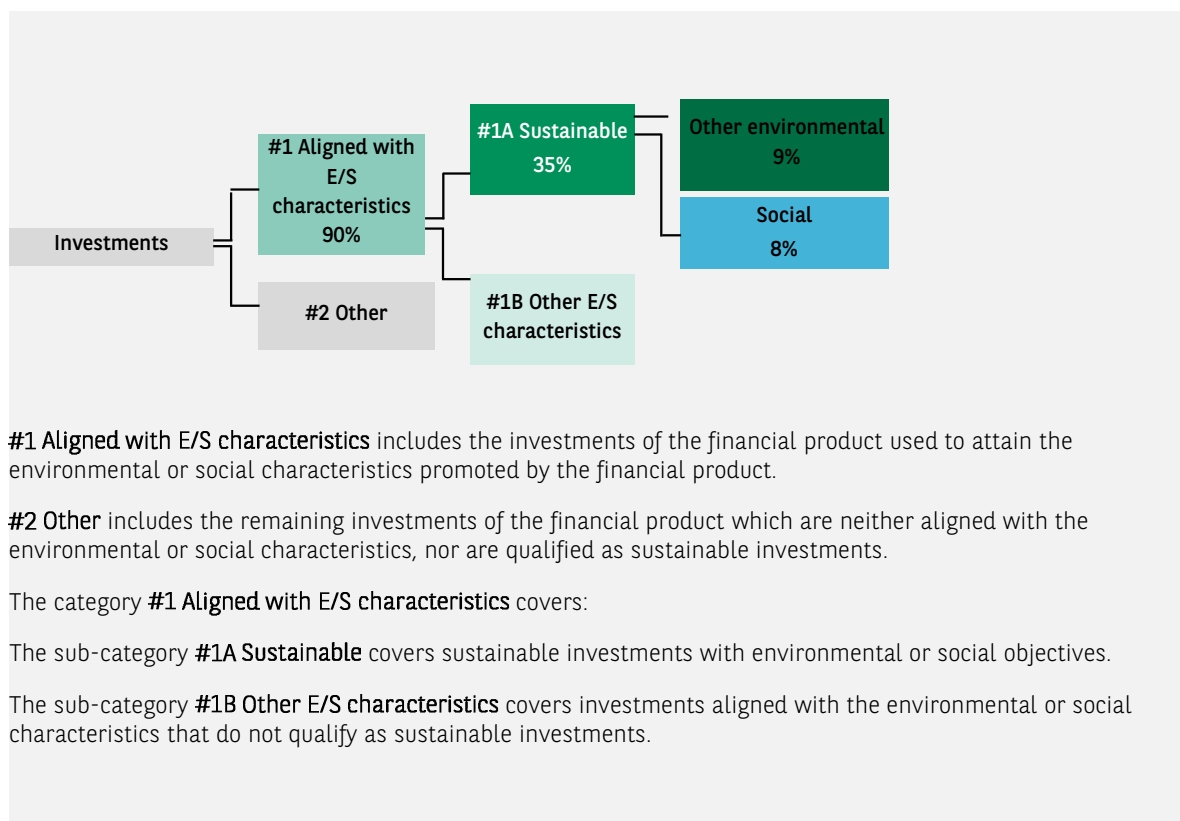 #1 Aligned with
E/S
characteristics
90%
#1A Sustainable
35%
Other environmental
9%
Social
8%
Investments
#2 Other
#1B Other E/S
characteristics
#1 Aligned with E/S characteristics includes the investments of the financial product used to attain the
environmental or social characteristics promoted by the financial product.
#2 Other includes the remaining investments of the financial product which are neither aligned with the
environmental or social characteristics, nor are qualified as sustainable investments.
The category #1 Aligned with E/S characteristics covers:
The sub-category #1A Sustainable covers sustainable investments with environmental or social objectives.
The sub-category #1B Other E/S characteristics covers investments aligned with the environmental or social
characteristics that do not qualify as sustainable investments.